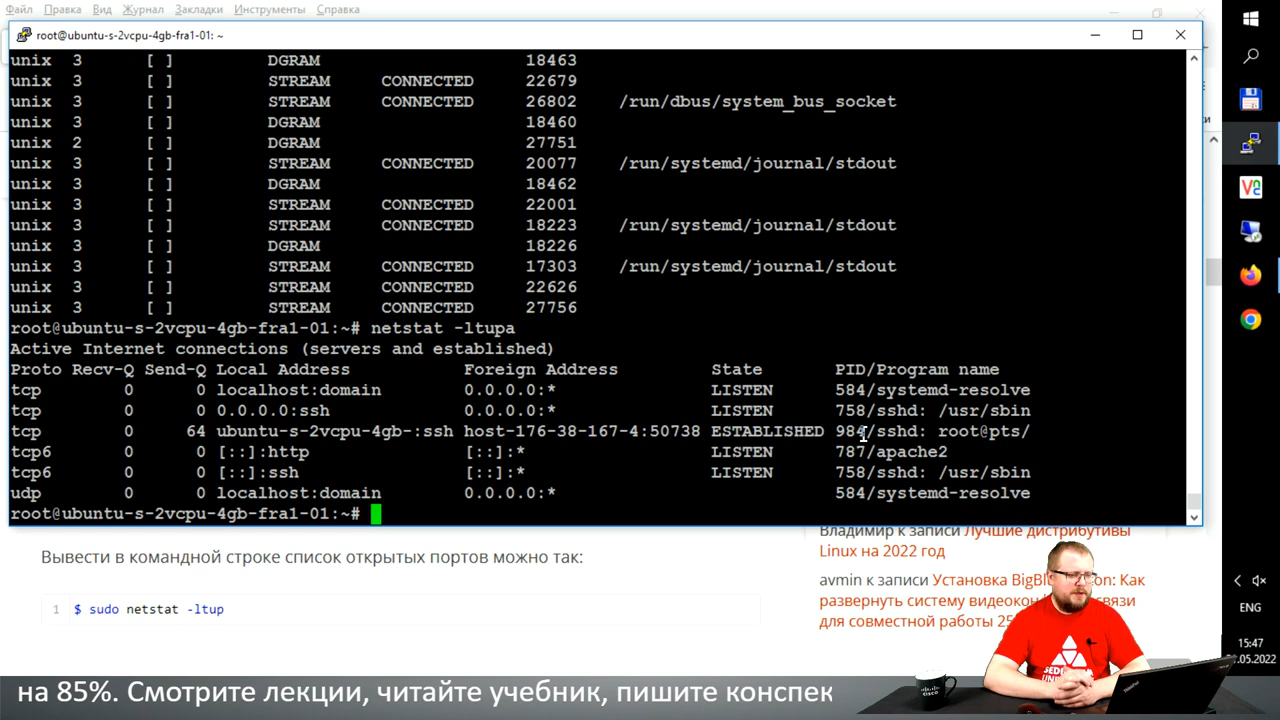 Файл Правка Вид Журнал Закладки Инструменты Справка
root@ubuntu-s-2vcpu-4gb-fra1-01: ~
unix 3 [ ] DGRAM 18463
unix 3 [ ] STREAM CONNECTED 22679
unix 3 [ ] STREAM CONNECTED 26802 /run/dbus/system_bus_socket
unix 3 [ ] DGRAM 18460
unix 2 [ ] DGRAM 27751
unix 3 [ ] STREAM CONNECTED 20077 /run/systemd/journal/stdout
unix 3 [ ] DGRAM 18462
unix 3 [ ] STREAM CONNECTED 22001
unix 3 [ ] STREAM CONNECTED 18223 /run/systemd/journal/stdout
unix 3 [ ] DGRAM 18226
unix 3 [ ] STREAM CONNECTED 17303 /run/systemd/journal/stdout
unix 3 [ ] STREAM CONNECTED 22626
unix 3 [ ] STREAM CONNECTED 27756
root@ubuntu-s-2vcpu-4gb-fra1-01:~# netstat -ltupa
Active Internet connections (servers and established)
Proto Recv-Q Send-Q Local Address Foreign Address State PID/Program name
tcp 0 0 localhost:domain 0.0.0.0:* LISTEN 584/systemd-resolve
tcp 0 0 0.0.0.0:ssh 0.0.0.0:* LISTEN 758/sshd: /usr/sbin
tcp 0 64 ubuntu-s-2vcpu-4gb-:ssh host-176-38-167-4:50738 ESTABLISHED 984/sshd: root@pts/
tcp6 0 0 [::]:http [::]:* LISTEN 787/apache2
tcp6 0 0 [::]:ssh [::]:* LISTEN 758/sshd: /usr/sbin
udp 0 0 localhost:domain 0.0.0.0:* 584/systemd-resolve
root@ubuntu-s-2vcpu-4gb-fra1-01:~#
Вывести в командной строке список открытых портов можно так:
1 $ sudo netstat -ltup
Владимир к записи Лучшие дистрибутивы
Linux на 2022 год
avmin к записи Установка Как
развернуть систему
для совместной работы
ENG
15:47
.05.2022
cisco
на 85%. Смотрите лекции, читайте учебник, пишите конспек